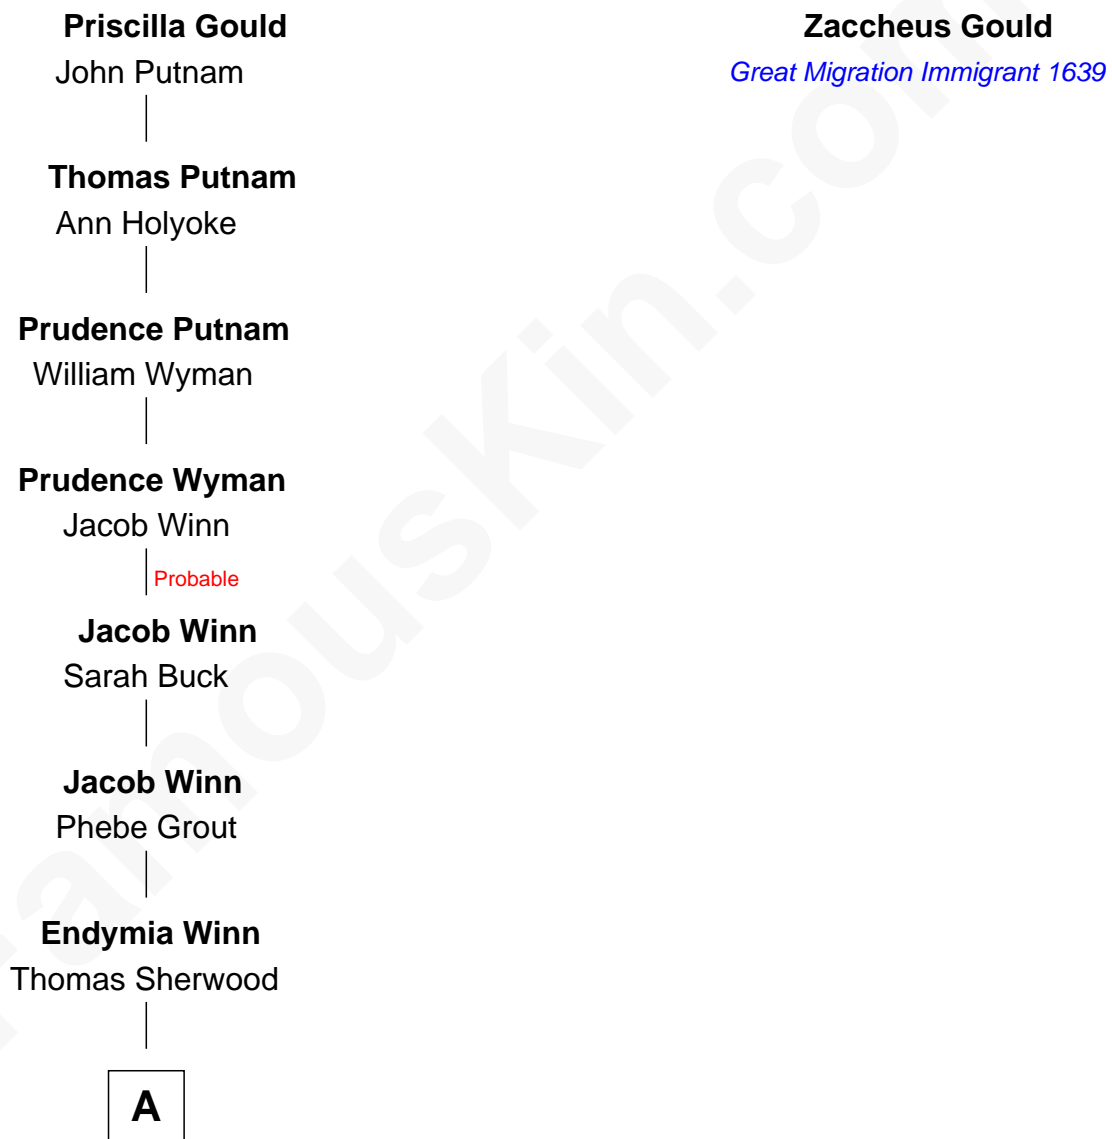 Priscilla Gould
John Putnam
Zaccheus Gould
Great Migration Immigrant 1639
Thomas Putnam
Ann Holyoke
Prudence Putnam
William Wyman
Prudence Wyman
Jacob Winn
Probable
Jacob Winn
Sarah Buck
Jacob Winn
Phebe Grout
Endymia Winn
Thomas Sherwood
A
FamousKin.com